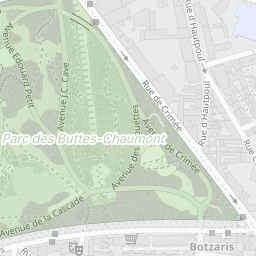 Avenue Edouard Petit
Avenue J.C. Cave
Rue de Crimée
Rue d'Hautpoul
Rue d'Hautpoul
Parc des Buttes-Chaumont
Avenue de Crimée
Avenue de la Cascade
Botzaris